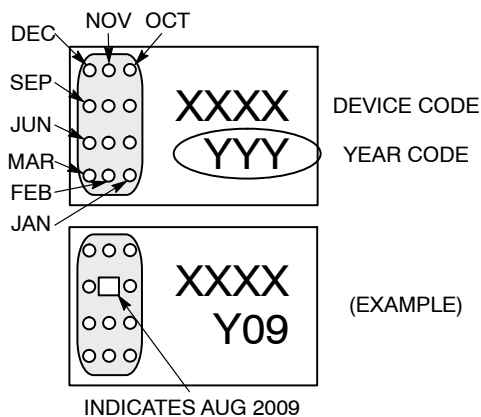 NOV OCT
DEC
SEP
XXXX DEVICE CODE
JUN
YYY YEAR CODE
MAR
FEB
JAN
XXXX
(EXAMPLE)
Y09
INDICATES AUG 2009